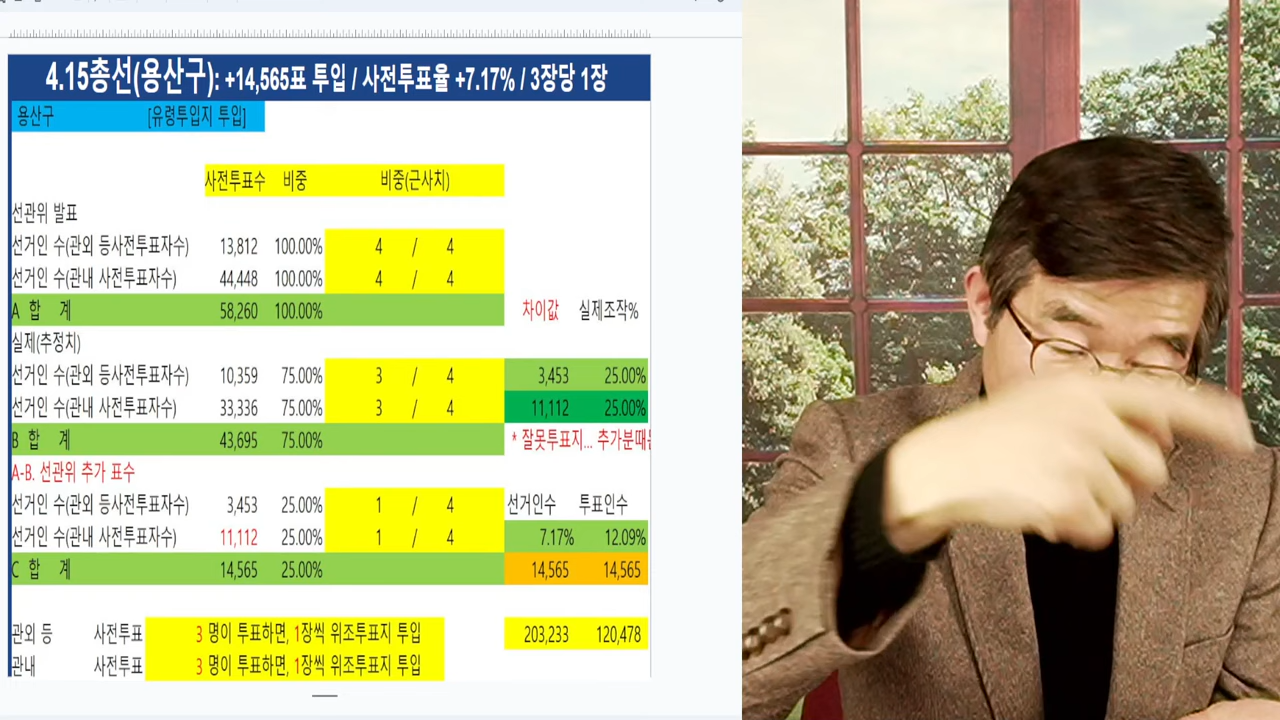 4.15총선(용산구): +14,565표 투입 / 사전투표율 +7.17% / 3장당 1장
용산구 [유령투입지 투입]
사전투표수 비중 비중(근사치)
선관위 발표
선거인 수(관외 등사전투표자수) 13,812 100.00% 4 / 4
선거인 수(관내 사전투표자수) 44,448 100.00% 4 / 4
A 합 계 58,260 100.00% 차이값 실제조작%
실제(추정치)
선거인 수(관외 등사전투표자수) 10,359 75.00% 3 / 4 3,453 25.00%
선거인 수(관내 사전투표자수) 33,336 75.00% 3 / 4 11,112 25.00%
B 합 계 43,695 75.00% * 잘못투표지... 추가분때
A-B. 선관위 추가 표수
선거인 수(관외 등사전투표자수) 3,453 25.00% 1 / 4 선거인수 투표인수
선거인 수(관내 사전투표자수) 11,112 25.00% 1 / 4 7.17% 12.09%
C 합 계 14,565 25.00% 14,565 14,565
관외 등 사전투표 3 명이 투표하면, 1장씩 위조투표지 투입 203,233 120,478
관내 사전투표 3 명이 투표하면, 1장씩 위조투표지 투입